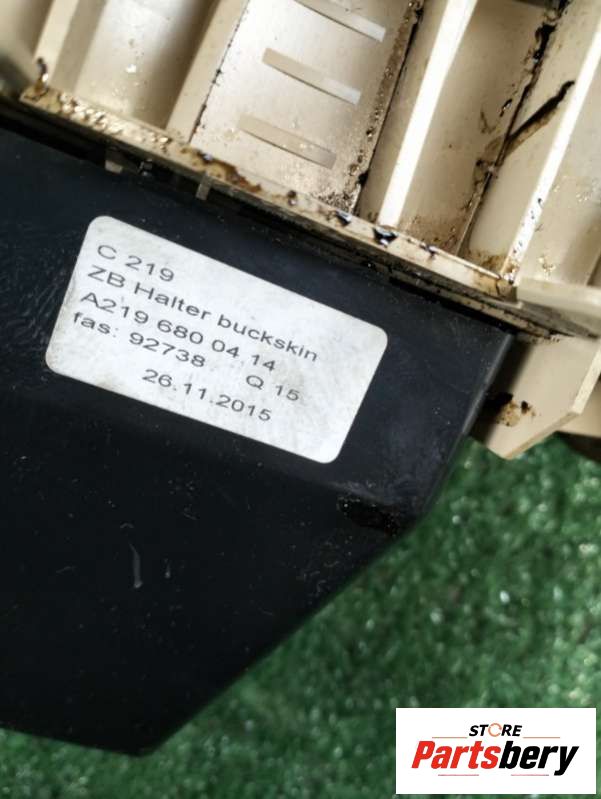 C 219
ZB Halter buckskin
A219 680 04 14
fas: 92738 Q 15
26.11.2015
STORE
Partsbery